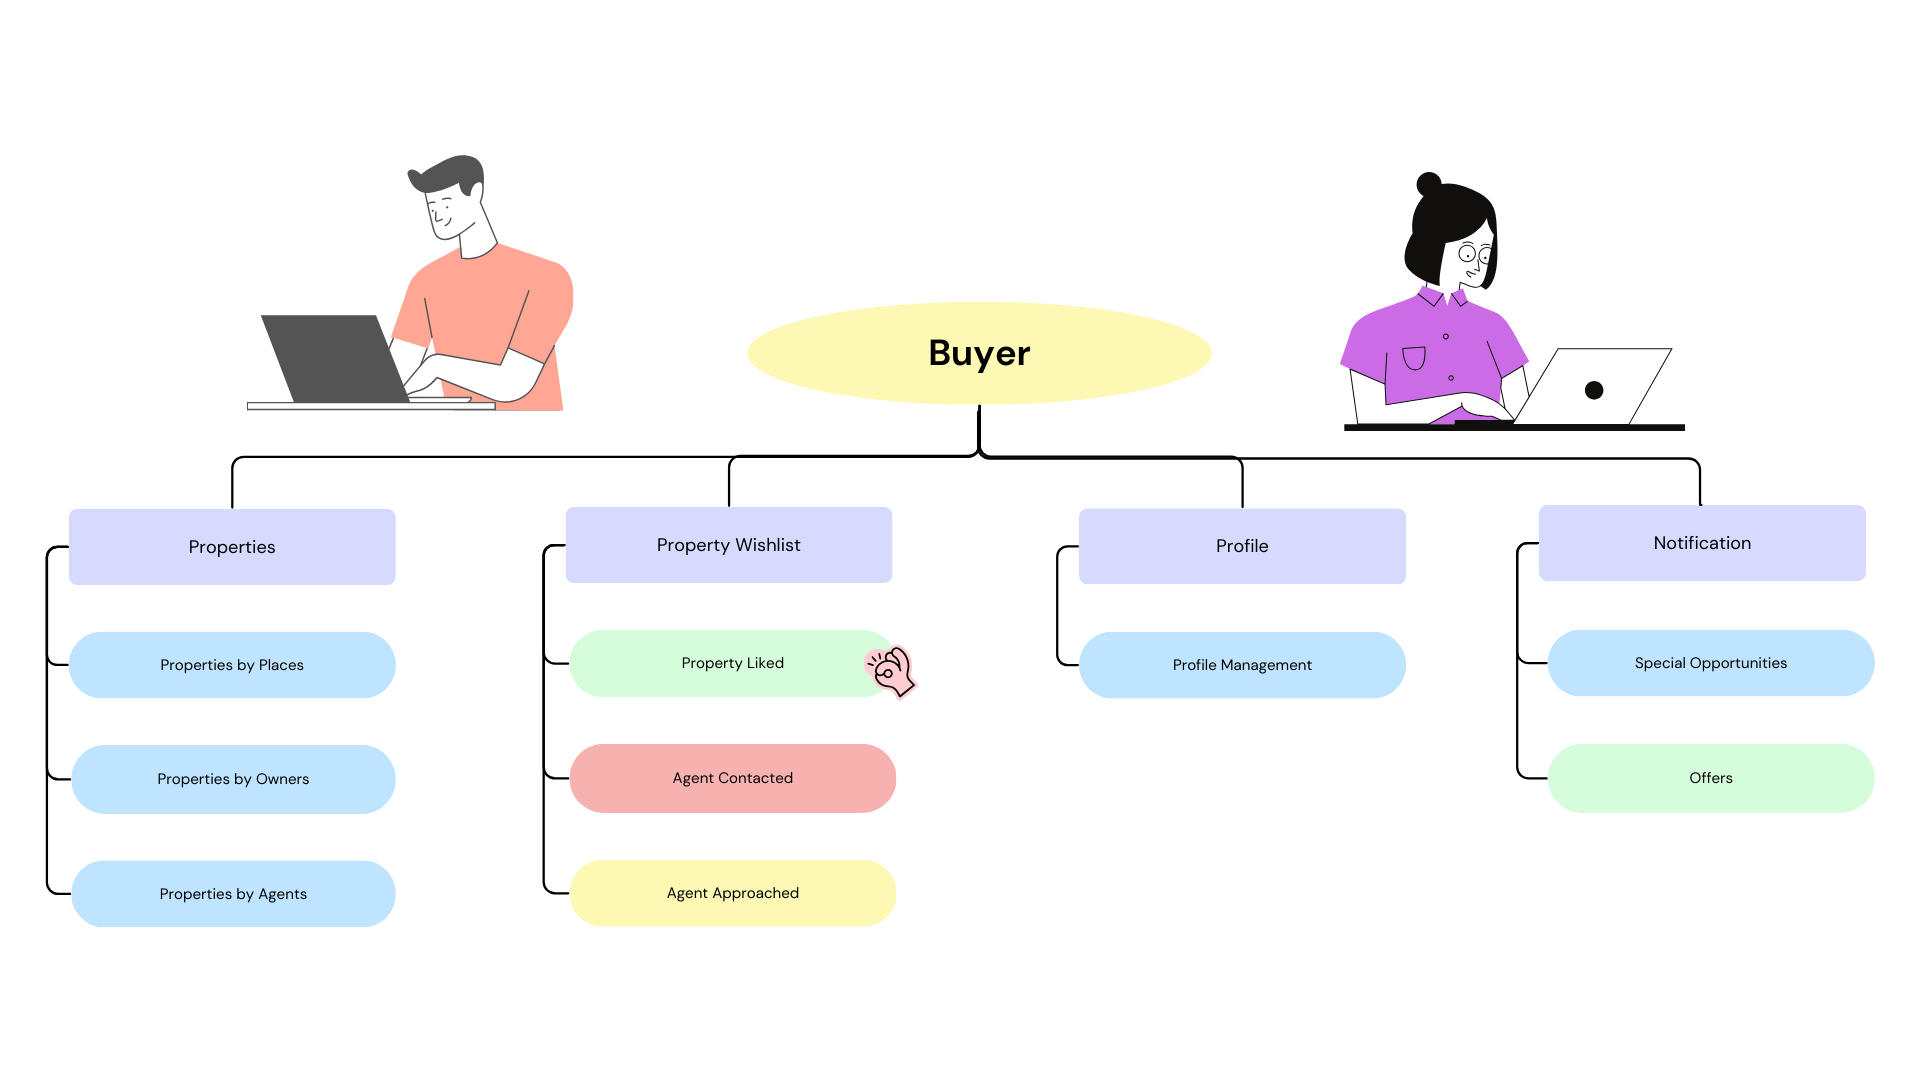 Buyer
Properties
Properties by Places
Properties by Owners
Properties by Agents
Property Wishlist
Property Liked
Agent Contacted
Agent Approached
Profile
Profile Management
Notification
Special Opportunities
Offers